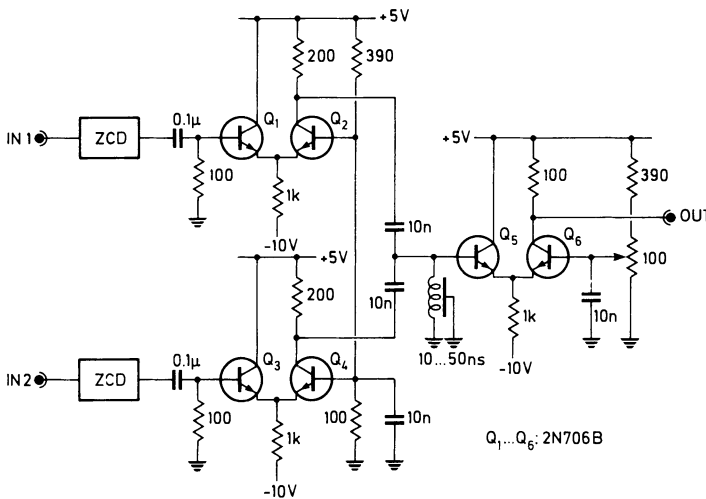 +5V
200
390
IN 1
ZCD
0.1µ
Q1
Q2
100
1k
-10V
+5V
100
390
OUT
10n
Q5
Q6
100
10n
+5V
200
10n
1k
10...50ns
-10V
IN 2
ZCD
0.1µ
Q3
Q4
100
1k
100
10n
-10V
Q1...Q6: 2N706B